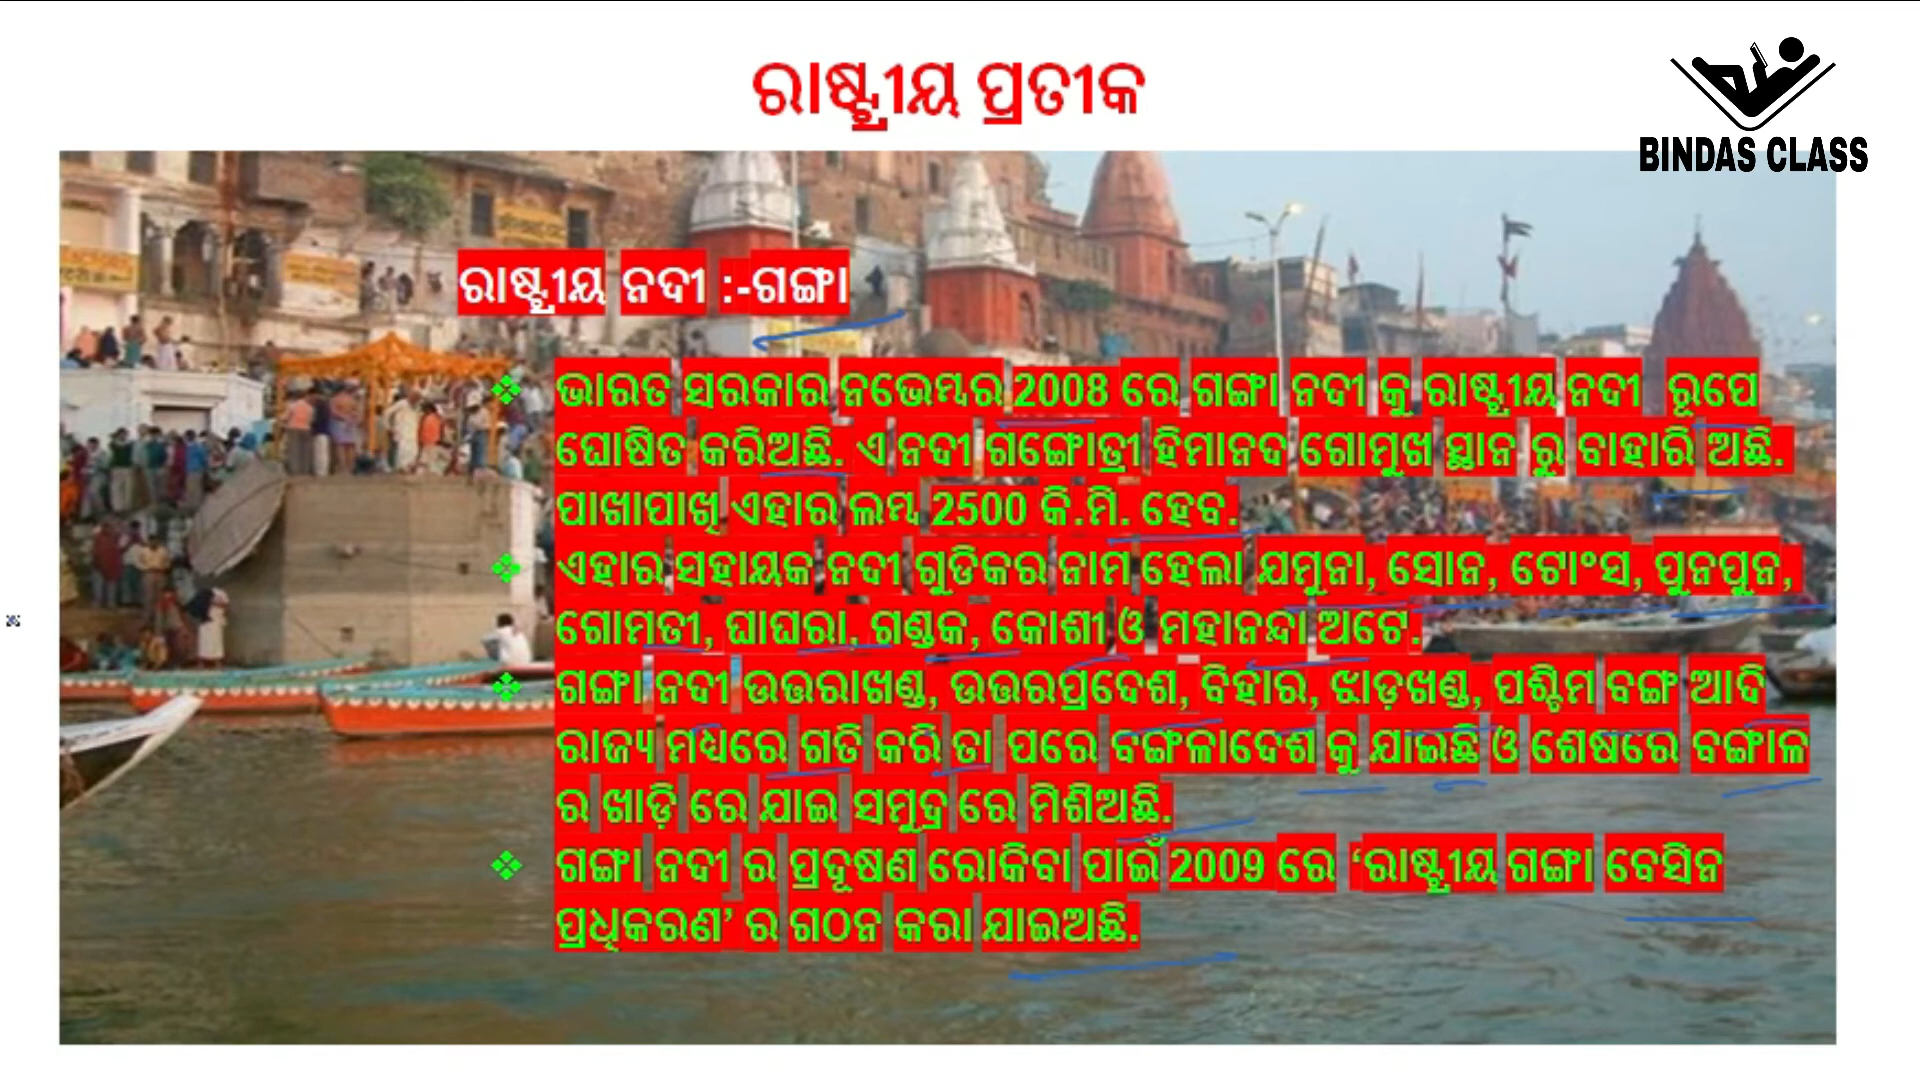 ରାଷ୍ଟ୍ରୀୟ ପ୍ରତୀକ
BINDAS CLASS
ରାଷ୍ଟ୍ରୀୟ ନଦୀ :-ଗଙ୍ଗା
❖ ଭାରତ ସରକାର ନଭେମ୍ବର 2008 ରେ ଗଙ୍ଗା ନଦୀ କୁ ରାଷ୍ଟ୍ରୀୟ ନଦୀ ରୂପେ
ଘୋଷିତ କରିଅଛି. ଏ ନଦୀ ଗଙ୍ଗୋତ୍ରୀ ହିମାନଦ ଗୋମୁଖ ସ୍ଥାନ ରୁ ବାହାରି ଅଛି.
ପାଖାପାଖି ଏହାର ଲମ୍ବ 2500 କି.ମି. ହେବ.
❖ ଏହାର ସହାୟକ ନଦୀ ଗୁଡିକର ନାମ ହେଲା ଯମୁନା, ସୋନ, ଟୋଂସ, ପୁନପୁନ,
ଗୋମତୀ, ଘାଘରା, ଗଣ୍ଡକ, କୋଶୀ ଓ ମହାନନ୍ଦା ଅଟେ.
❖ ଗଙ୍ଗା ନଦୀ ଉତ୍ତରାଖଣ୍ଡ, ଉତ୍ତରପ୍ରଦେଶ, ବିହାର, ଝାଡ଼ଖଣ୍ଡ, ପଶ୍ଚିମ ବଙ୍ଗ ଆଦି
ରାଜ୍ୟ ମଧ୍ୟରେ ଗତି କରି ତା ପରେ ବଙ୍ଗଳାଦେଶ କୁ ଯାଇଛି ଓ ଶେଷରେ ବଙ୍ଗାଳ
ର ଖାଡ଼ି ରେ ଯାଇ ସମୁଦ୍ର ରେ ମିଶିଅଛି.
❖ ଗଙ୍ଗା ନଦୀ ର ପ୍ରଦୂଷଣ ରୋକିବା ପାଇଁ 2009 ରେ ‘ରାଷ୍ଟ୍ରୀୟ ଗଙ୍ଗା ବେସିନ
ପ୍ରଧିକରଣ’ ର ଗଠନ କରା ଯାଇଅଛି.